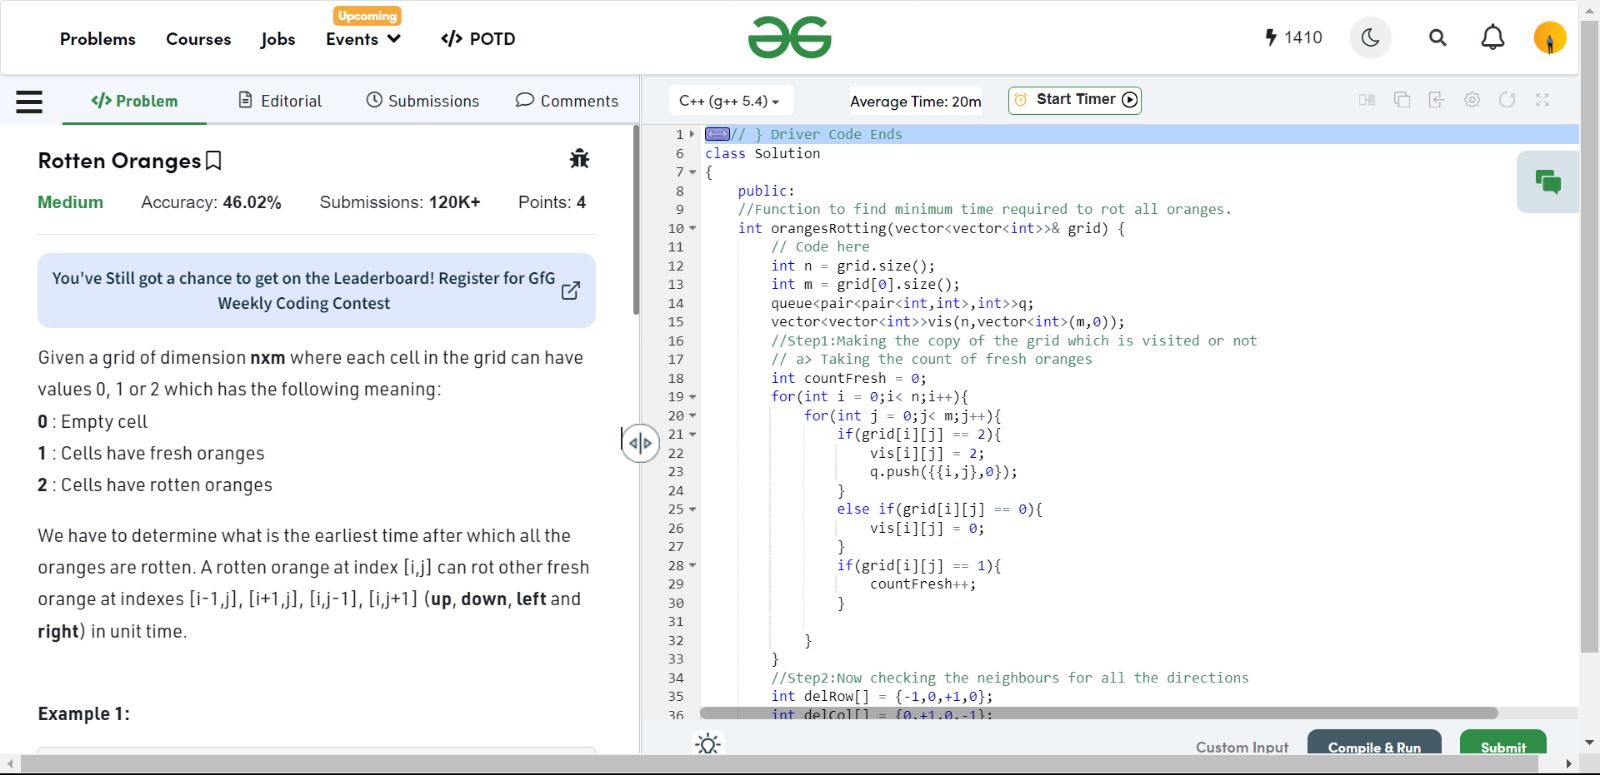 Upcoming
Problems Courses Jobs Events </> POTD
1410
</> Problem Editorial Submissions Comments
C++ (g++ 5.4) Average Time: 20m Start Timer
Rotten Oranges
Medium Accuracy: 46.02% Submissions: 120K+ Points: 4
You've Still got a chance to get on the Leaderboard! Register for GfG
Weekly Coding Contest
Given a grid of dimension nxm where each cell in the grid can have
values 0, 1 or 2 which has the following meaning:
0 : Empty cell
1 : Cells have fresh oranges
2 : Cells have rotten oranges
We have to determine what is the earliest time after which all the
oranges are rotten. A rotten orange at index [i,j] can rot other fresh
orange at indexes [i-1,j], [i+1,j], [i,j-1], [i,j+1] (up, down, left and
right) in unit time.
Example 1:
1 // } Driver Code Ends
6 class Solution
7 {
8 public:
9 //Function to find minimum time required to rot all oranges.
10 int orangesRotting(vector<vector<int>>& grid) {
11 // Code here
12 int n = grid.size();
13 int m = grid[0].size();
14 queue<pair<pair<int,int>,int>>q;
15 vector<vector<int>>vis(n,vector<int>(m,0));
16 //Step1:Making the copy of the grid which is visited or not
17 // a> Taking the count of fresh oranges
18 int countFresh = 0;
19 for(int i = 0;i< n;i++){
20 for(int j = 0;j< m;j++){
21 if(grid[i][j] == 2){
22 vis[i][j] = 2;
23 q.push({{i,j},0});
24 }
25 else if(grid[i][j] == 0){
26 vis[i][j] = 0;
27 }
28 if(grid[i][j] == 1){
29 countFresh++;
30 }
31
32 }
33 }
34 //Step2:Now checking the neighbours for all the directions
35 int delRow[] = {-1,0,+1,0};
36 int delCol[] = {0,+1,0,-1};
Custom Input Compile & Run Submit